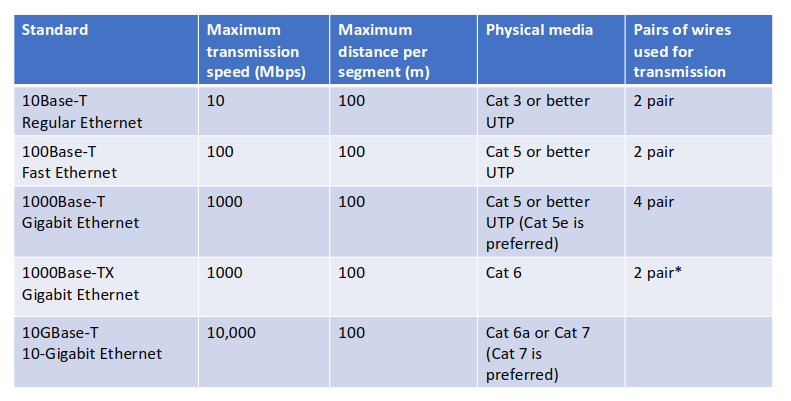 Standard
Maximum
transmission
speed (Mbps)
Maximum
distance per
segment (m)
Physical media
Pairs of wires
used for
transmission
10Base-T
Regular Ethernet
10
100
Cat 3 or better
UTP
2 pair
100Base-T
Fast Ethernet
100
100
Cat 5 or better
UTP
2 pair
1000Base-T
Gigabit Ethernet
1000
100
Cat 5 or better
UTP (Cat 5e is
preferred)
4 pair
1000Base-TX
Gigabit Ethernet
1000
100
Cat 6
2 pair*
10GBase-T
10-Gigabit Ethernet
10,000
100
Cat 6a or Cat 7
(Cat 7 is
preferred)